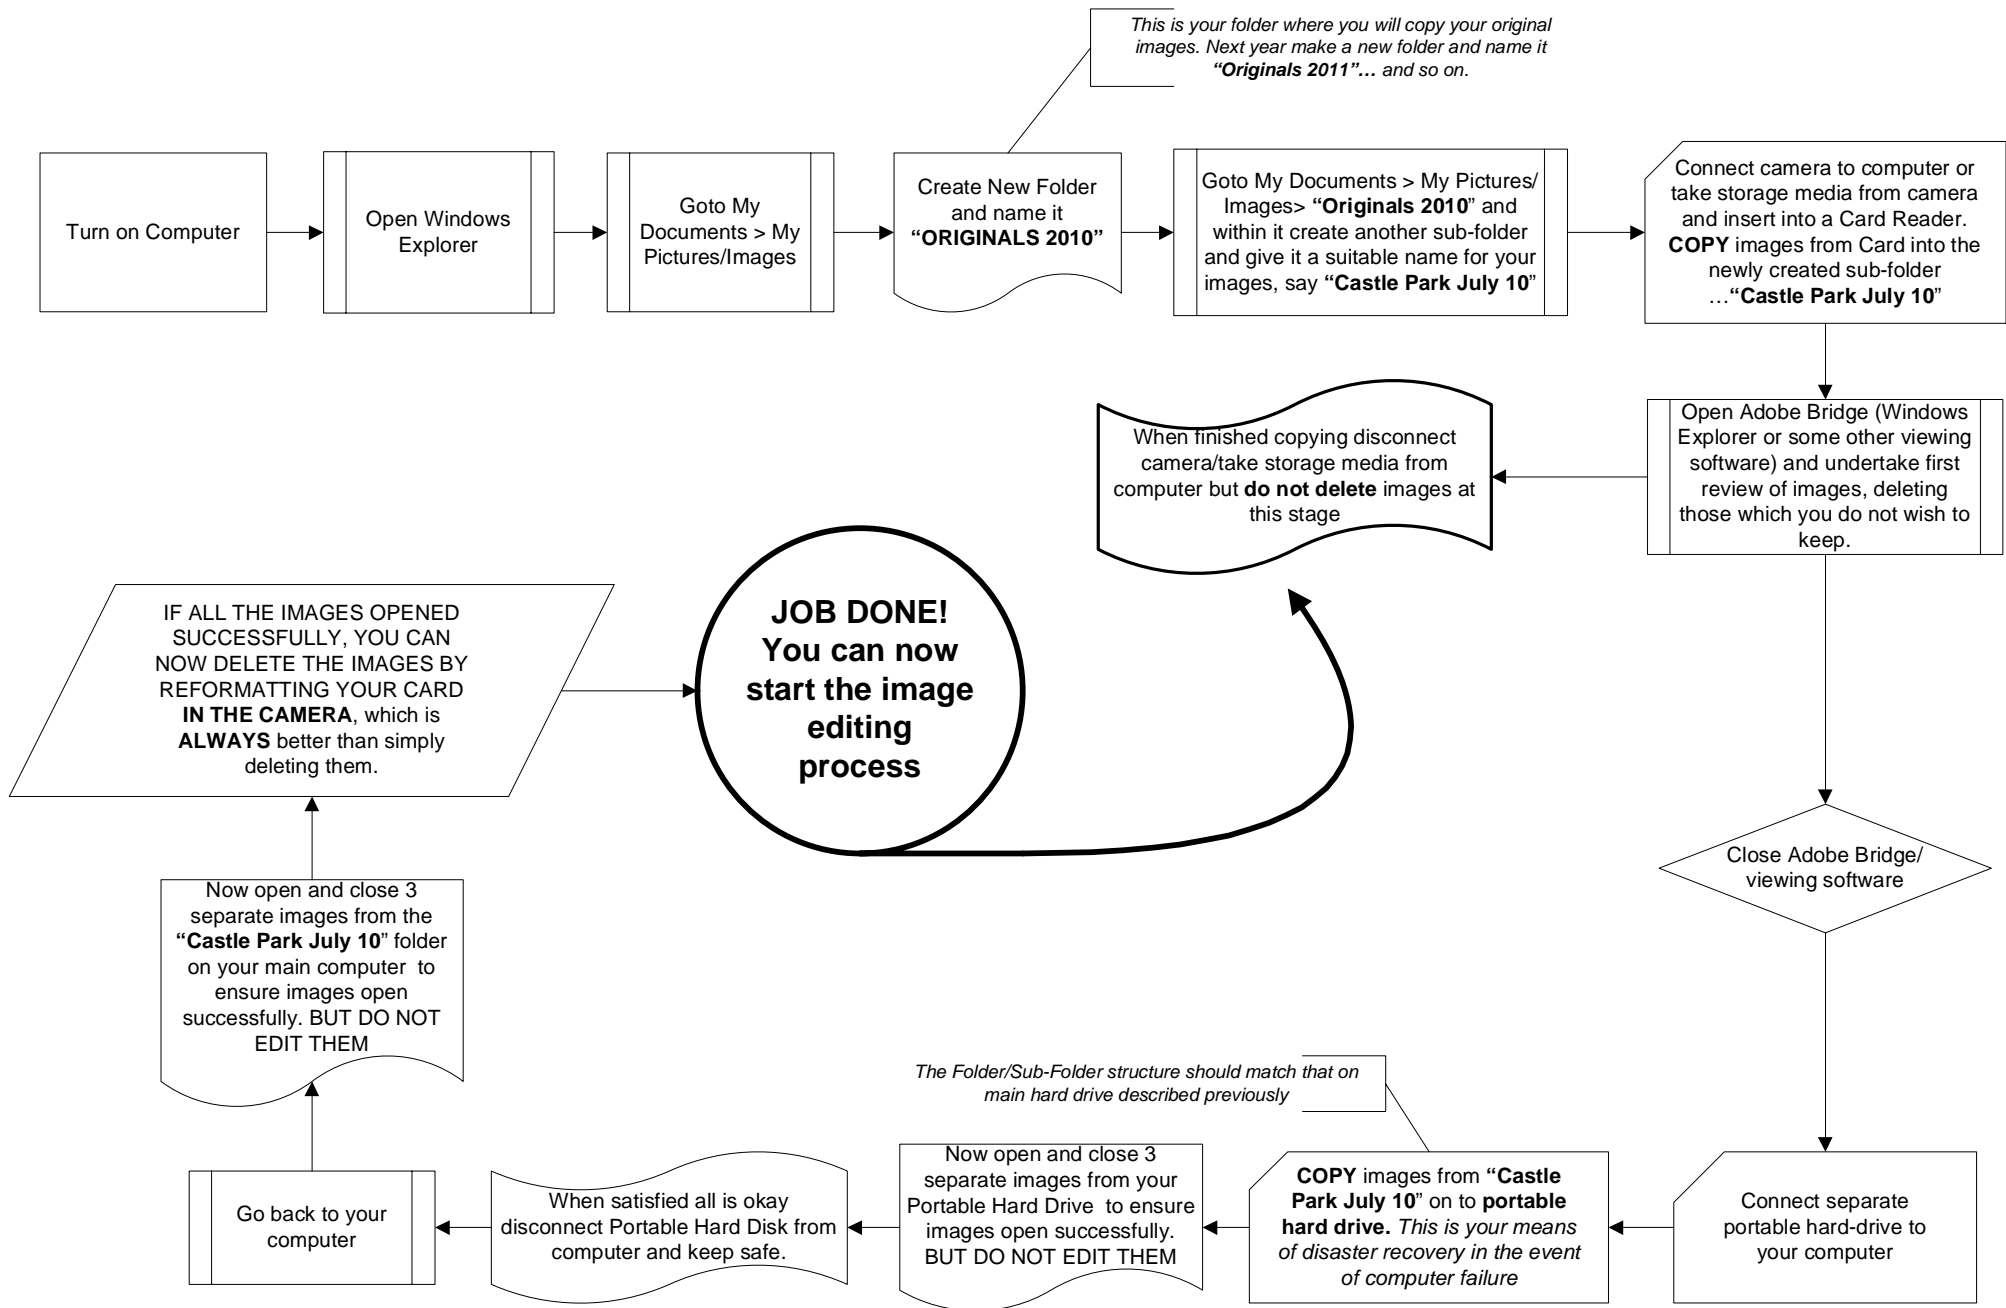 This is your folder where you will copy your original
images. Next year make a new folder and name it
“Originals 2011”… and so on.
Turn on Computer
Open Windows
Explorer
Goto My
Documents > My
Pictures/Images
Create New Folder
and name it
“ORIGINALS 2010”
Goto My Documents > My Pictures/
Images> “Originals 2010” and
within it create another sub-folder
and give it a suitable name for your
images, say “Castle Park July 10”
Connect camera to computer or
take storage media from camera
and insert into a Card Reader.
COPY images from Card into the
newly created sub-folder
…“Castle Park July 10”
Open Adobe Bridge (Windows
Explorer or some other viewing
software) and undertake first
review of images, deleting
those which you do not wish to
keep.
When finished copying disconnect
camera/take storage media from
computer but do not delete images at
this stage
Close Adobe Bridge/
viewing software
Connect separate
portable hard-drive to
your computer
The Folder/Sub-Folder structure should match that on
main hard drive described previously
COPY images from “Castle
Park July 10” on to portable
hard drive. This is your means
of disaster recovery in the event
of computer failure
Now open and close 3
separate images from your
Portable Hard Drive to ensure
images open successfully.
BUT DO NOT EDIT THEM
When satisfied all is okay
disconnect Portable Hard Disk from
computer and keep safe.
Go back to your
computer
Now open and close 3
separate images from the
“Castle Park July 10” folder
on your main computer to
ensure images open
successfully. BUT DO NOT
EDIT THEM
IF ALL THE IMAGES OPENED
SUCCESSFULLY, YOU CAN
NOW DELETE THE IMAGES BY
REFORMATTING YOUR CARD
IN THE CAMERA, which is
ALWAYS better than simply
deleting them.
JOB DONE!
You can now
start the image
editing
process